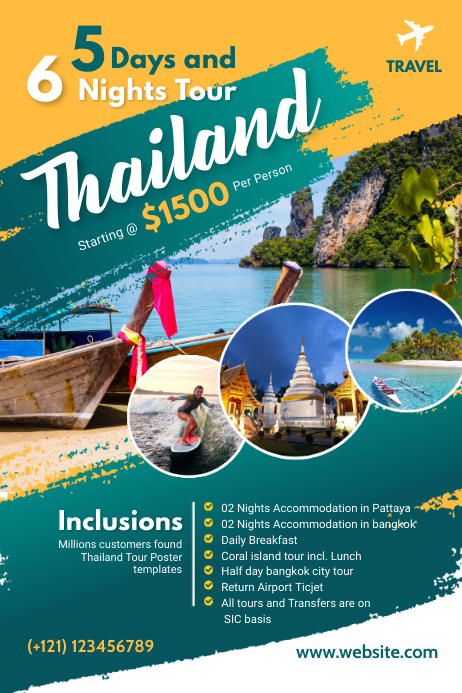 5 Days and
6 Nights Tour
TRAVEL
Thailand
Starting @ $1500 Per Person
Inclusions
Millions customers found
Thailand Tour Poster
templates
02 Nights Accommodation in Pattaya
02 Nights Accommodation in bangkok
Daily Breakfast
Coral island tour incl. Lunch
Half day bangkok city tour
Return Airport Ticjet
All tours and Transfers are on
SIC basis
(+121) 123456789
www.website.com